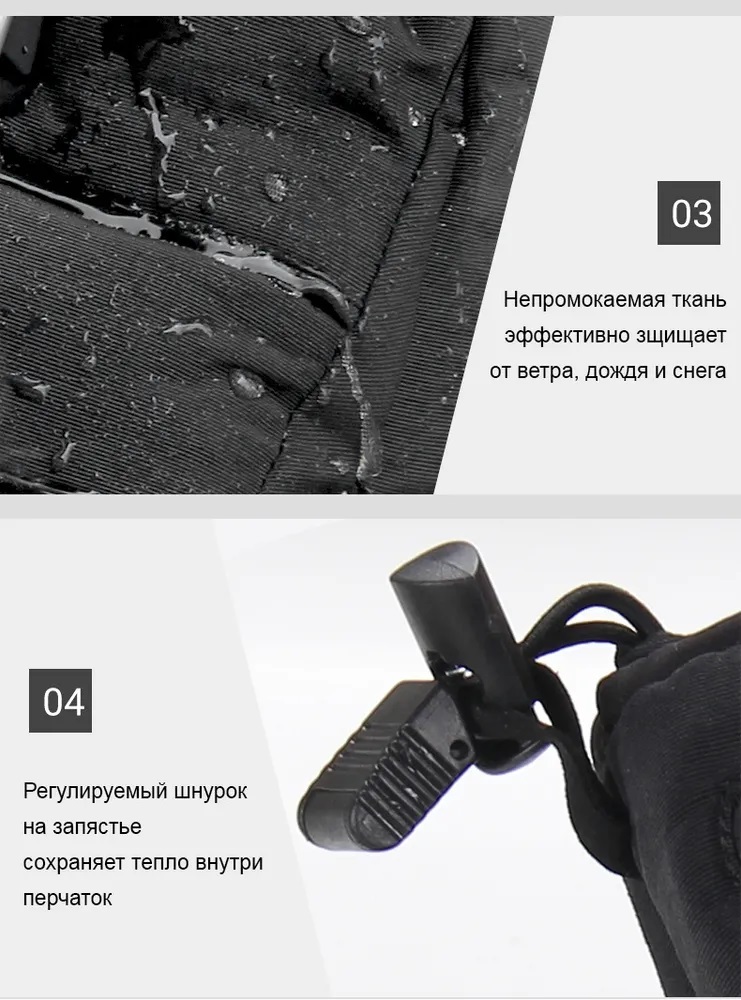 03
Непромокаемая ткань
эффективно зщищает
от ветра, дождя и снега
04
Регулируемый шнурок
на запястье
сохраняет тепло внутри
перчаток